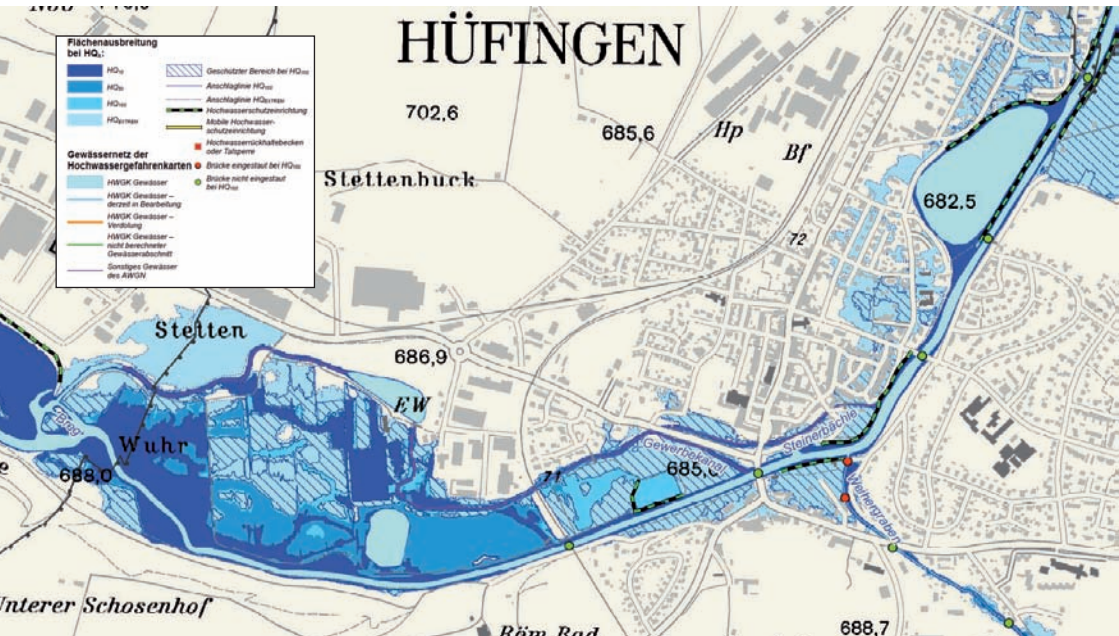 HÜFINGEN
Flächenausbreitung
bei HQₙ:
HQ₁₀
HQ₅₀
HQ₁₀₀
HQₑₓₜᵣₑₘ
Geschützter Bereich bei HQ₁₀₀
Anschlaglinie HQ₁₀₀
Anschlaglinie HQₑₓₜᵣₑₘ
Hochwasserschutzeinrichtung
Mobile Hochwasser-
schutzeinrichtung
Hochwasserrückhaltebecken
oder Talsperre
Brücke eingestaut bei HQ₁₀₀
Brücke nicht eingestaut
bei HQ₁₀₀
Gewässernetz der
Hochwassergefahrenkarten
HWGK Gewässer
HWGK Gewässer –
derzeit in Bearbeitung
HWGK Gewässer –
Verdolung
HWGK Gewässer –
nicht berechneter
Gewässerabschnitt
Sonstiges Gewässer
des AWGN
702,6
685,6
Hp
Bf
Stettenbuck
682,5
72
Stetten
686,9
EW
"Breg"
Wuhr
Steinerbächle
Gewerbekanal
688,0
71
Weihergraben
Unterer Schosenhof
Röm Bad
688,7